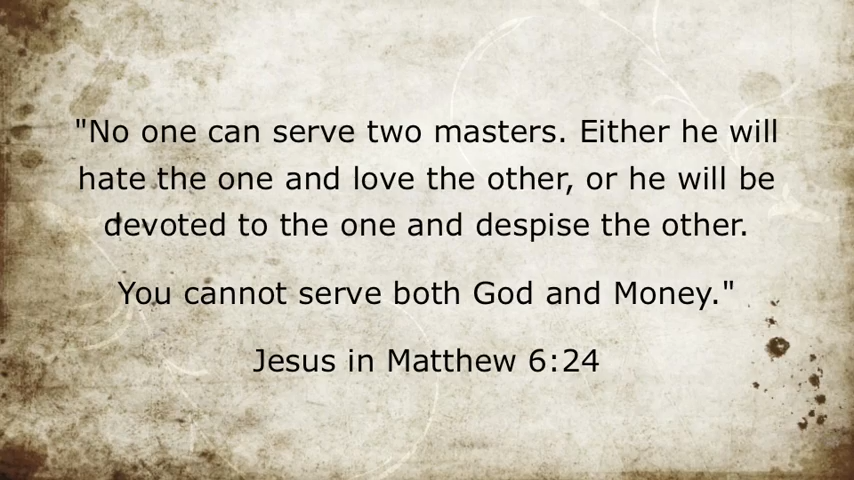 "No one can serve two masters. Either he will
hate the one and love the other, or he will be
devoted to the one and despise the other.
You cannot serve both God and Money."
Jesus in Matthew 6:24